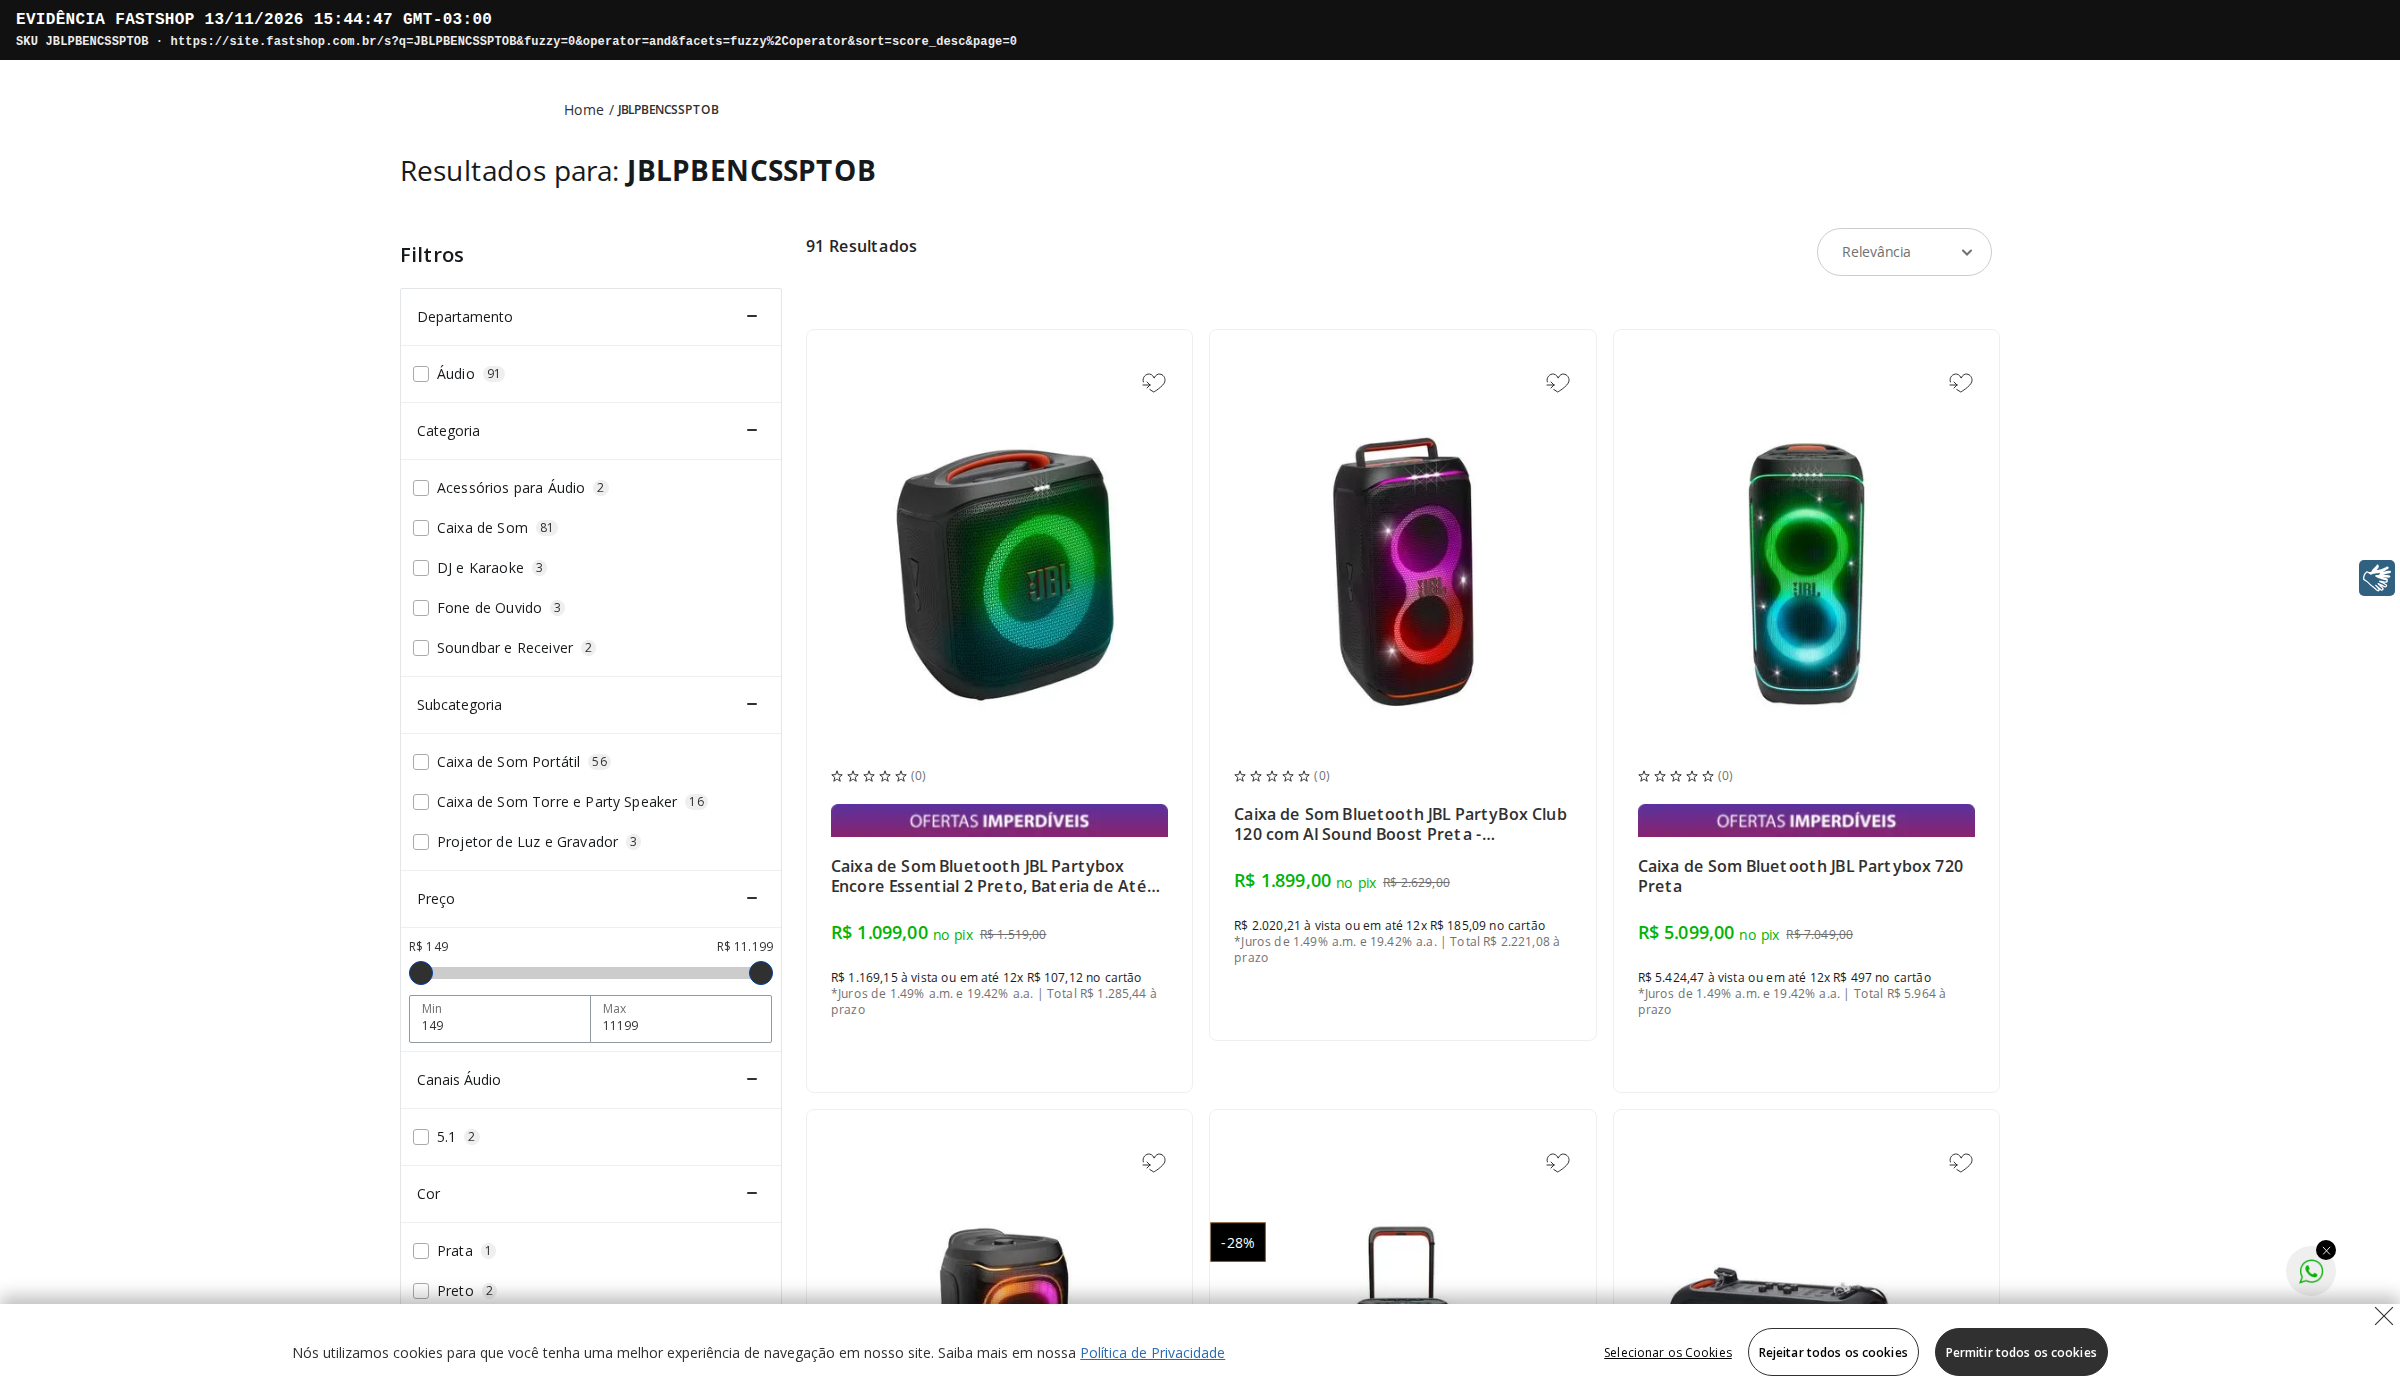 EVIDÊNCIA FASTSHOP 13/11/2026 15:44:47 GMT-03:00
SKU JBLPBENCSSPTOB · https://site.fastshop.com.br/s?q=JBLPBENCSSPTOB&fuzzy=0&operator=and&facets=fuzzy%2Coperator&sort=score_desc&page=0
Home / JBLPBENCSSPTOB
Resultados para: JBLPBENCSSPTOB
Filtros
91 Resultados
Relevância
Departamento
Áudio 91
Categoria
Acessórios para Áudio 2
Caixa de Som 81
DJ e Karaoke 3
Fone de Ouvido 3
Soundbar e Receiver 2
Subcategoria
Caixa de Som Portátil 56
Caixa de Som Torre e Party Speaker 16
Projetor de Luz e Gravador 3
Preço
R$ 149 R$ 11.199
Min Max
149 11199
Canais Áudio
5.1 2
Cor
Prata 1
Preto 2
JBL
(0)
OFERTAS IMPERDÍVEIS
Caixa de Som Bluetooth JBL Partybox
Encore Essential 2 Preto, Bateria de Até...
R$ 1.099,00 no pix R$ 1.519,00
R$ 1.169,15 à vista ou em até 12x R$ 107,12 no cartão
*Juros de 1.49% a.m. e 19.42% a.a. | Total R$ 1.285,44 à
prazo
JBL
(0)
Caixa de Som Bluetooth JBL PartyBox Club
120 com AI Sound Boost Preta -...
R$ 1.899,00 no pix R$ 2.629,00
R$ 2.020,21 à vista ou em até 12x R$ 185,09 no cartão
*Juros de 1.49% a.m. e 19.42% a.a. | Total R$ 2.221,08 à
prazo
JBL
(0)
OFERTAS IMPERDÍVEIS
Caixa de Som Bluetooth JBL Partybox 720
Preta
R$ 5.099,00 no pix R$ 7.049,00
R$ 5.424,47 à vista ou em até 12x R$ 497 no cartão
*Juros de 1.49% a.m. e 19.42% a.a. | Total R$ 5.964 à
prazo
-28%
Nós utilizamos cookies para que você tenha uma melhor experiência de navegação em nosso site. Saiba mais em nossa Política de Privacidade
Selecionar os Cookies
Rejeitar todos os cookies
Permitir todos os cookies